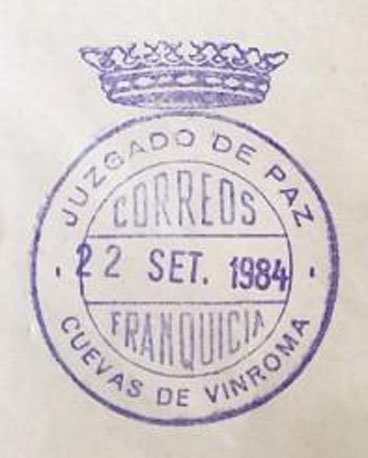 JUZGADO DE PAZ
CORREOS
22 SET. 1984
FRANQUICIA
CUEVAS DE VINROMA